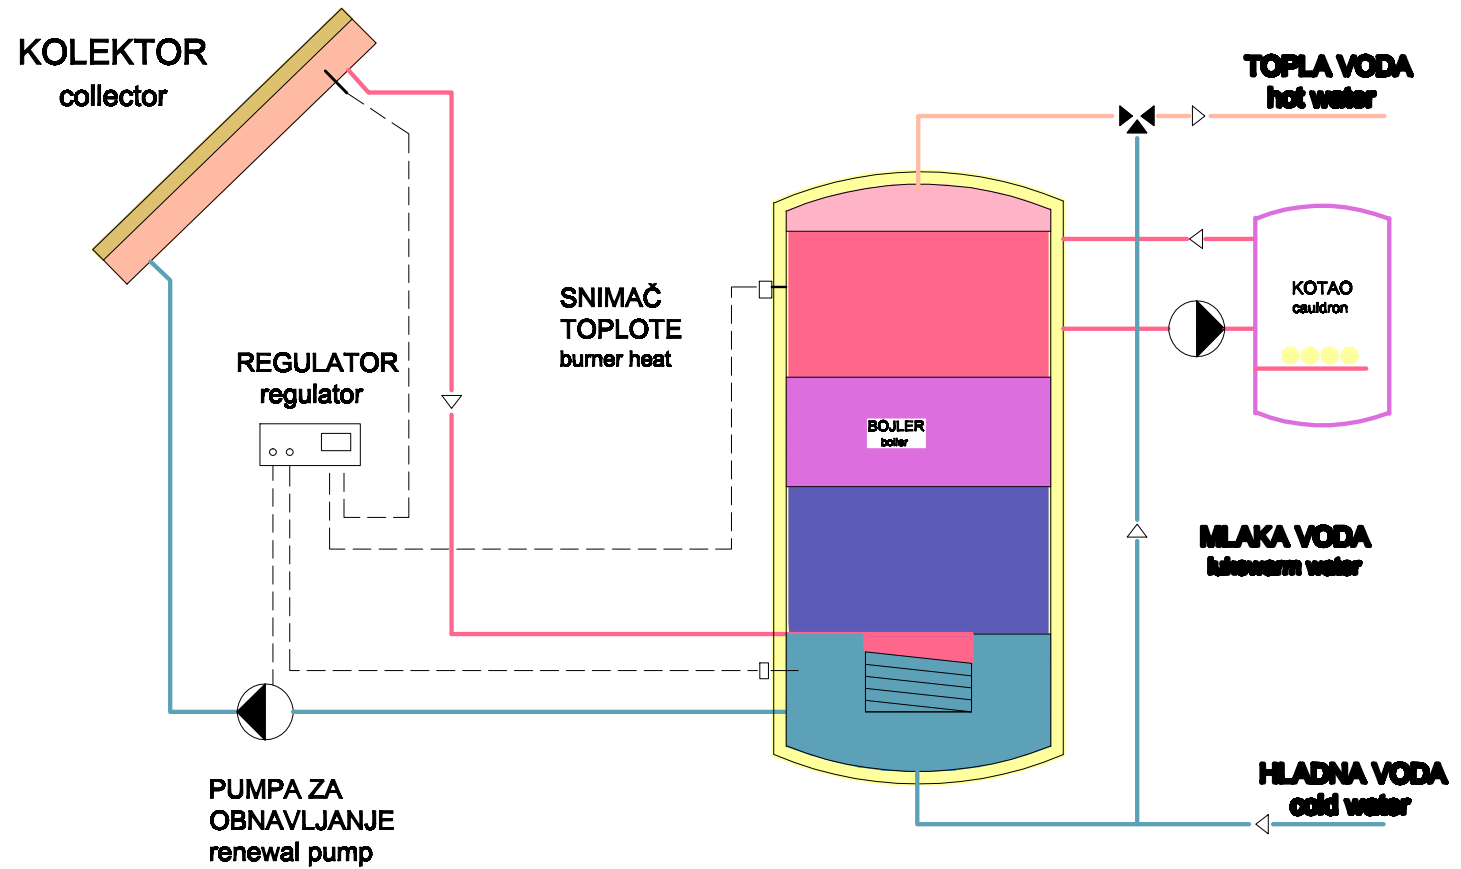 KOLEKTOR
collector
TOPLA VODA
hot water
SNIMAČ
TOPLOTE
burner heat
KOTAO
cauldron
REGULATOR
regulator
BOJLER
boiler
MLAKA VODA
lukewarm water
HLADNA VODA
cold water
PUMPA ZA
OBNAVLJANJE
renewal pump